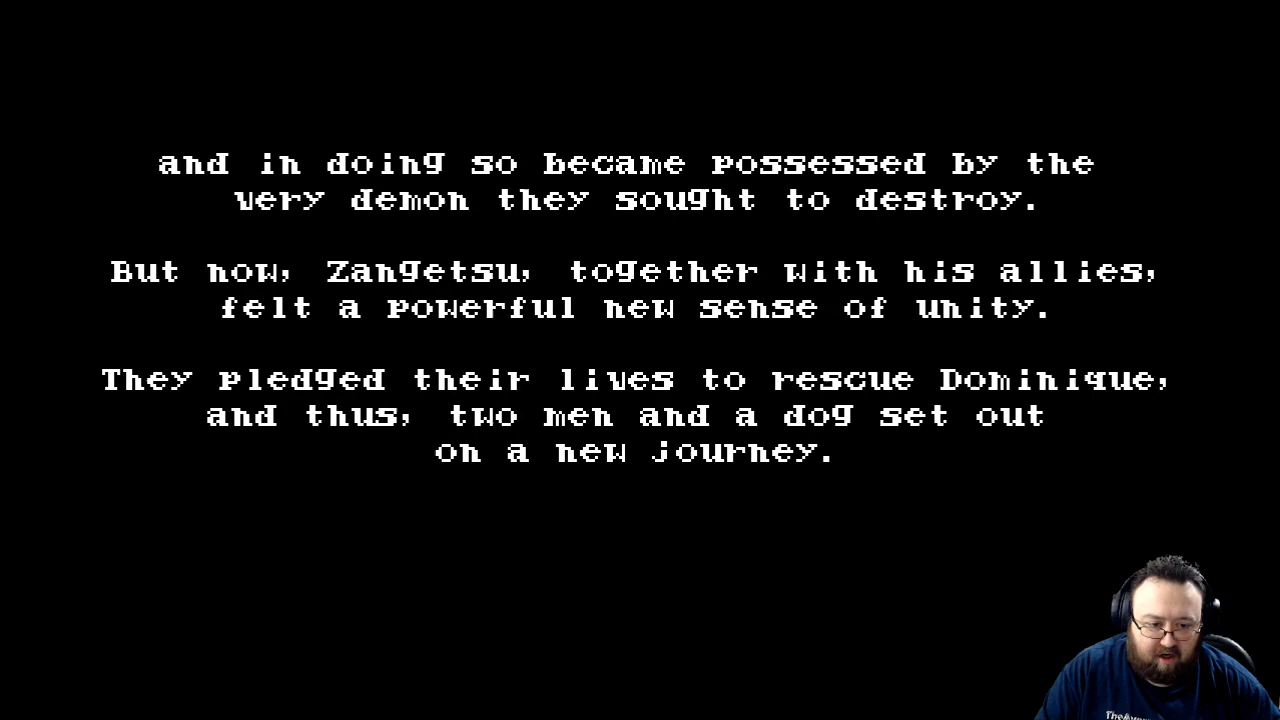 and in doing so became possessed by the
very demon they sought to destroy.
But now, Zangetsu, together with his allies,
felt a powerful new sense of unity.
They pledged their lives to rescue Dominique,
and thus, two men and a dog set out
on a new journey.